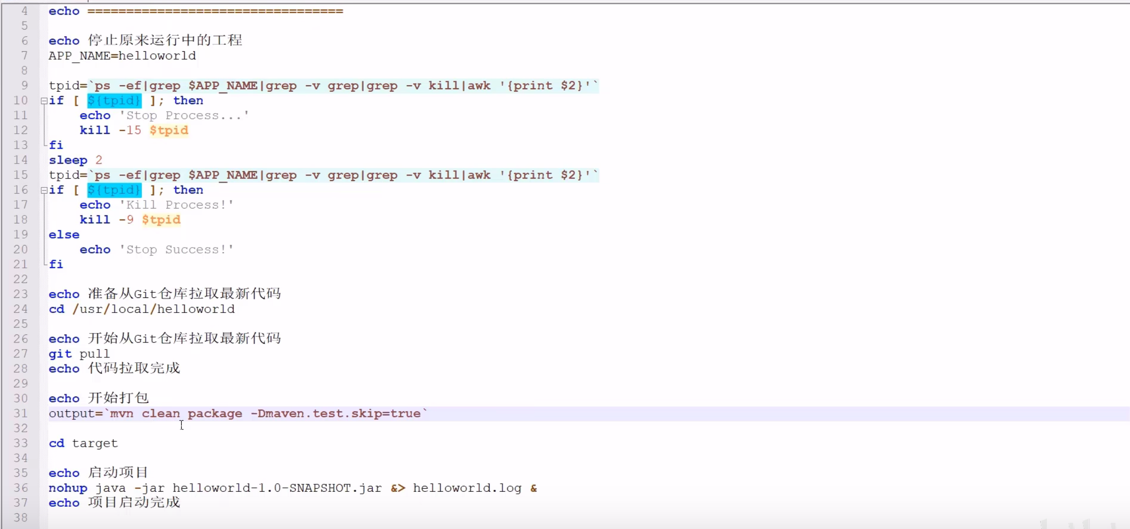 4 echo =================================
5
6 echo 停止原来运行中的工程
7 APP_NAME=helloworld
8
9 tpid=`ps -ef|grep $APP_NAME|grep -v grep|grep -v kill|awk '{print $2}'`
10 if [ ${tpid} ]; then
11 echo 'Stop Process...'
12 kill -15 $tpid
13 fi
14 sleep 2
15 tpid=`ps -ef|grep $APP_NAME|grep -v grep|grep -v kill|awk '{print $2}'`
16 if [ ${tpid} ]; then
17 echo 'Kill Process!'
18 kill -9 $tpid
19 else
20 echo 'Stop Success!'
21 fi
22
23 echo 准备从Git仓库拉取最新代码
24 cd /usr/local/helloworld
25
26 echo 开始从Git仓库拉取最新代码
27 git pull
28 echo 代码拉取完成
29
30 echo 开始打包
31 output=`mvn clean package -Dmaven.test.skip=true`
32
33 cd target
34
35 echo 启动项目
36 nohup java -jar helloworld-1.0-SNAPSHOT.jar &> helloworld.log &
37 echo 项目启动完成
38